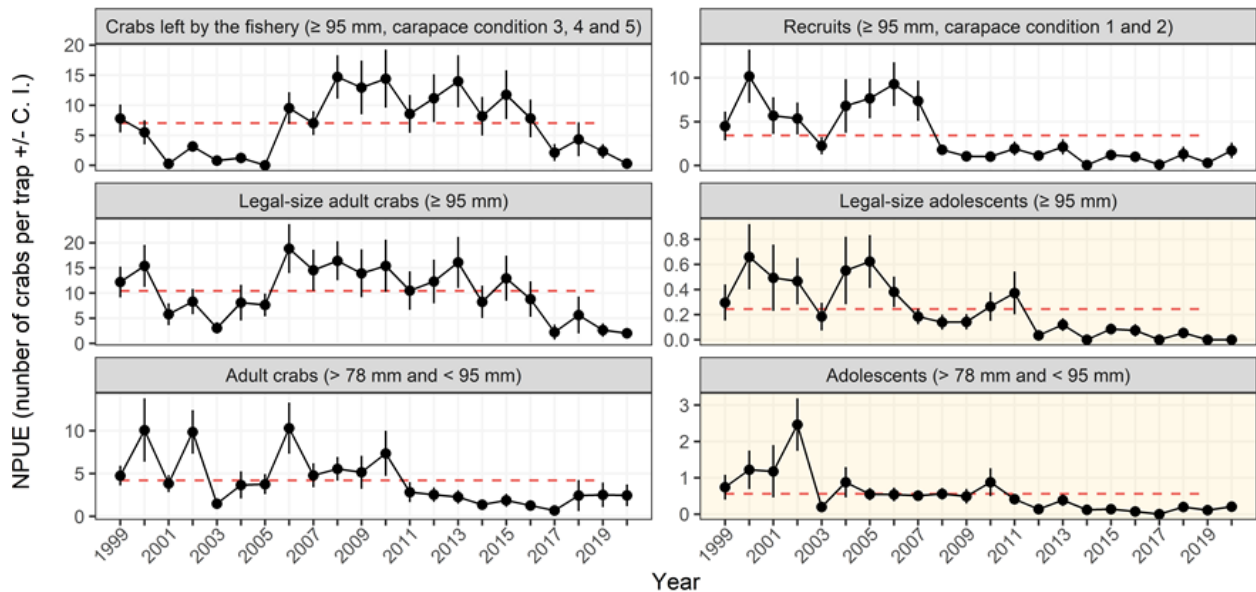 Crabs left by the fishery (≥ 95 mm, carapace condition 3, 4 and 5)
20
15
10
5
0
Recruits (≥ 95 mm, carapace condition 1 and 2)
10
5
0
Legal-size adult crabs (≥ 95 mm)
20
15
10
5
0
Legal-size adolescents (≥ 95 mm)
0.8
0.6
0.4
0.2
0.0
Adult crabs (> 78 mm and < 95 mm)
10
5
0
Adolescents (> 78 mm and < 95 mm)
3
2
1
0
NPUE (nunber of crabs per trap +/- C. I.)
1999 2001 2003 2005 2007 2009 2011 2013 2015 2017 2019
1999 2001 2003 2005 2007 2009 2011 2013 2015 2017 2019
Year